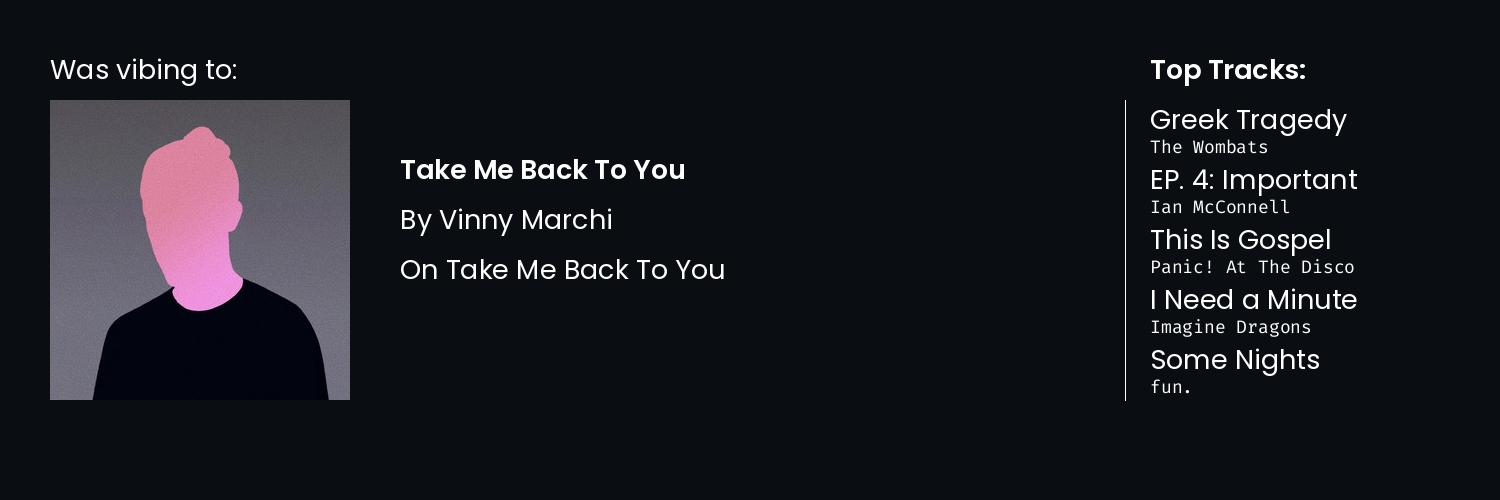 Was vibing to:
Take Me Back To You
By Vinny Marchi
On Take Me Back To You
Top Tracks:
Greek Tragedy
The Wombats
EP. 4: Important
Ian McConnell
This Is Gospel
Panic! At The Disco
I Need a Minute
Imagine Dragons
Some Nights
fun.